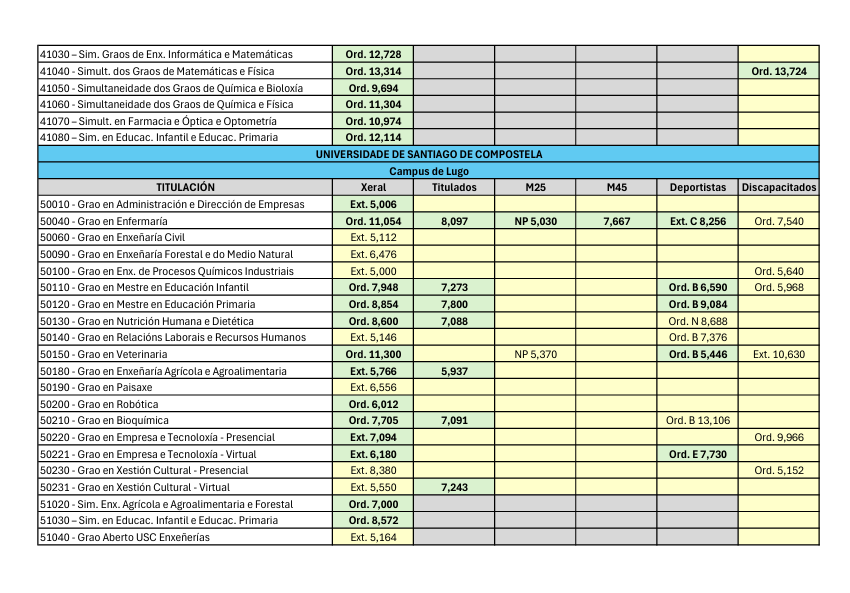 41030 – Sim. Graos de Enx. Informática e Matemáticas Ord. 12,728
41040 - Simult. dos Graos de Matemáticas e Física Ord. 13,314 Ord. 13,724
41050 - Simultaneidade dos Graos de Química e Bioloxía Ord. 9,694
41060 - Simultaneidade dos Graos de Química e Física Ord. 11,304
41070 - Simult. en Farmacia e Óptica e Optometría Ord. 10,974
41080 – Sim. en Educac. Infantil e Educac. Primaria Ord. 12,114
UNIVERSIDADE DE SANTIAGO DE COMPOSTELA
Campus de Lugo
TITULACIÓN Xeral Titulados M25 M45 Deportistas Discapacitados
50010 - Grao en Administración e Dirección de Empresas Ext. 5,006
50040 - Grao en Enfermaría Ord. 11,054 8,097 NP 5,030 7,667 Ext. C 8,256 Ord. 7,540
50060 - Grao en Enxeñaría Civil Ext. 5,112
50090 - Grao en Enxeñaría Forestal e do Medio Natural Ext. 6,476
50100 - Grao en Enx. de Procesos Químicos Industriais Ext. 5,000 Ord. 5,640
50110 - Grao en Mestre en Educación Infantil Ord. 7,948 7,273 Ord. B 6,590 Ord. 5,968
50120 - Grao en Mestre en Educación Primaria Ord. 8,854 7,800 Ord. B 9,084
50130 - Grao en Nutrición Humana e Dietética Ord. 8,600 7,088 Ord. N 8,688
50140 - Grao en Relacións Laborais e Recursos Humanos Ext. 5,146 Ord. B 7,376
50150 - Grao en Veterinaria Ord. 11,300 NP 5,370 Ord. B 5,446 Ext. 10,630
50180 - Grao en Enxeñaría Agrícola e Agroalimentaria Ext. 5,766 5,937
50190 - Grao en Paisaxe Ext. 6,556
50200 - Grao en Robótica Ord. 6,012
50210 - Grao en Bioquímica Ord. 7,705 7,091 Ord. B 13,106
50220 - Grao en Empresa e Tecnoloxía - Presencial Ext. 7,094 Ord. 9,966
50221 - Grao en Empresa e Tecnoloxía - Virtual Ext. 6,180 Ord. E 7,730
50230 - Grao en Xestión Cultural - Presencial Ext. 8,380 Ord. 5,152
50231 - Grao en Xestión Cultural - Virtual Ext. 5,550 7,243
51020 - Sim. Enx. Agrícola e Agroalimentaria e Forestal Ord. 7,000
51030 – Sim. en Educac. Infantil e Educac. Primaria Ord. 8,572
51040 - Grao Aberto USC Enxeñerías Ext. 5,164